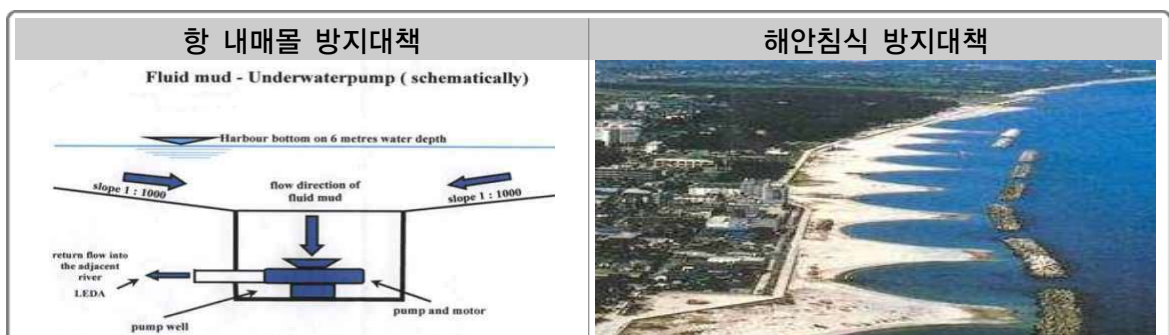 항 내매몰 방지대책
해안침식 방지대책
Fluid mud - Underwaterpump ( schematically)
Harbour bottom on 6 metres water depth
slope 1 : 1000
flow direction of
fluid mud
slope 1 : 1000
return flow into
the adjacent
river
LEDA
pump well
pump and motor